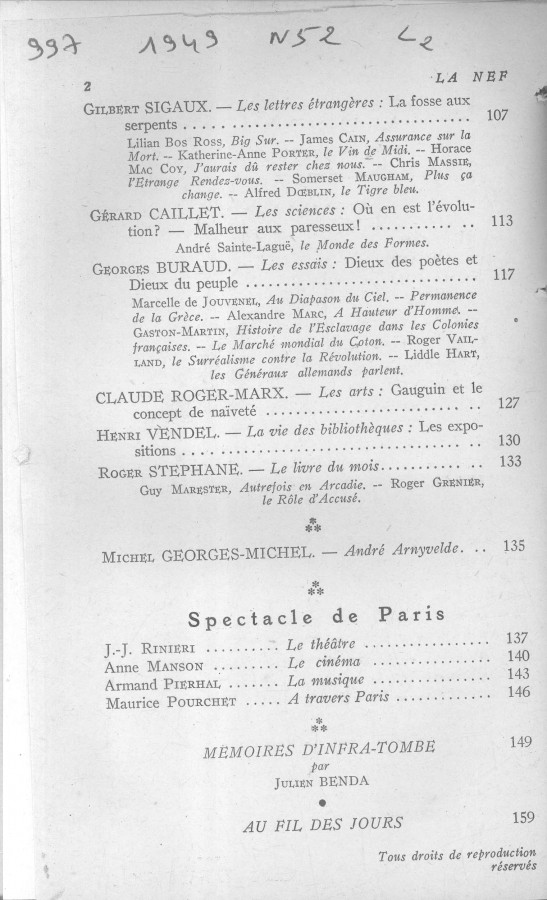 997 1949 N52 L2
2 LA NEF
GILBERT SIGAUX. — Les lettres étrangères : La fosse aux
serpents .................................... 107
Lilian Bos Ross, Big Sur. -- James CAIN, Assurance sur la
Mort. -- Katherine-Anne PORTER, le Vin de Midi. -- Horace
MAC COY, J'aurais dû rester chez nous. -- Chris MASSIE,
l'Etrange Rendez-vous. -- Somerset MAUGHAM, Plus ça
change. -- Alfred DŒBLIN, le Tigre bleu.
GÉRARD CAILLET. — Les sciences : Où en est l'évolu-
tion? — Malheur aux paresseux! .............. 113
André Sainte-Laguë, le Monde des Formes.
GEORGES BURAUD. — Les essais : Dieux des poètes et
Dieux du peuple ............................. 117
Marcelle de JOUVENEL, Au Diapason du Ciel. -- Permanence
de la Grèce. -- Alexandre MARC, A Hauteur d'Homme. --
GASTON-MARTIN, Histoire de l'Esclavage dans les Colonies
françaises. -- Le Marché mondial du Coton. -- Roger VAIL-
LAND, le Surréalisme contre la Révolution. -- Liddle HART,
les Généraux allemands parlent.
CLAUDE ROGER-MARX. — Les arts : Gauguin et le
concept de naïveté .......................... 127
HENRI VENDEL. — La vie des bibliothèques : Les expo-
sitions ..................................... 130
ROGER STEPHANE. — Le livre du mois............. 133
Guy MARESTER, Autrefois en Arcadie. -- Roger GRENIER,
le Rôle d'Accusé.
MICHEL GEORGES-MICHEL. — André Arnyvelde. .. 135
Spectacle de Paris
J.-J. RINIERI .......... Le théâtre ................ 137
Anne MANSON ......... Le cinéma ............... 140
Armand PIERHAL ....... La musique ............... 143
Maurice POURCHET ..... A travers Paris ............ 146
MÉMOIRES D'INFRA-TOMBE 149
par
JULIEN BENDA
AU FIL DES JOURS 159
Tous droits de reproduction
réservés